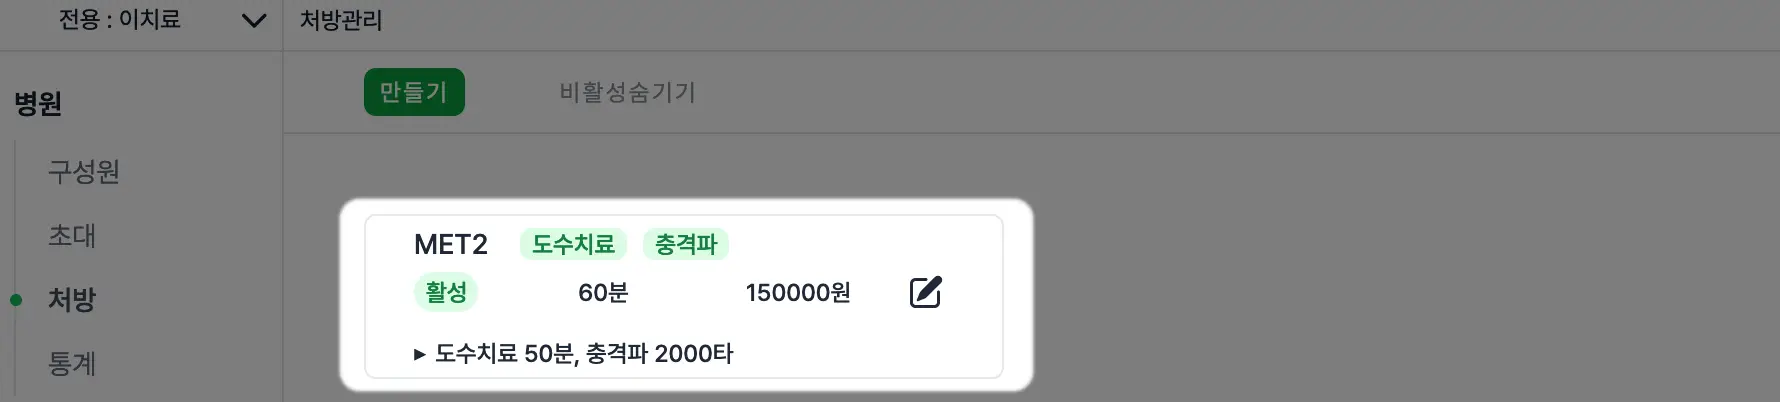 전용 : 이치료
처방관리
만들기
비활성숨기기
병원
구성원
초대
처방
통계
MET2 도수치료 충격파
활성 60분 150000원
▶ 도수치료 50분, 충격파 2000타